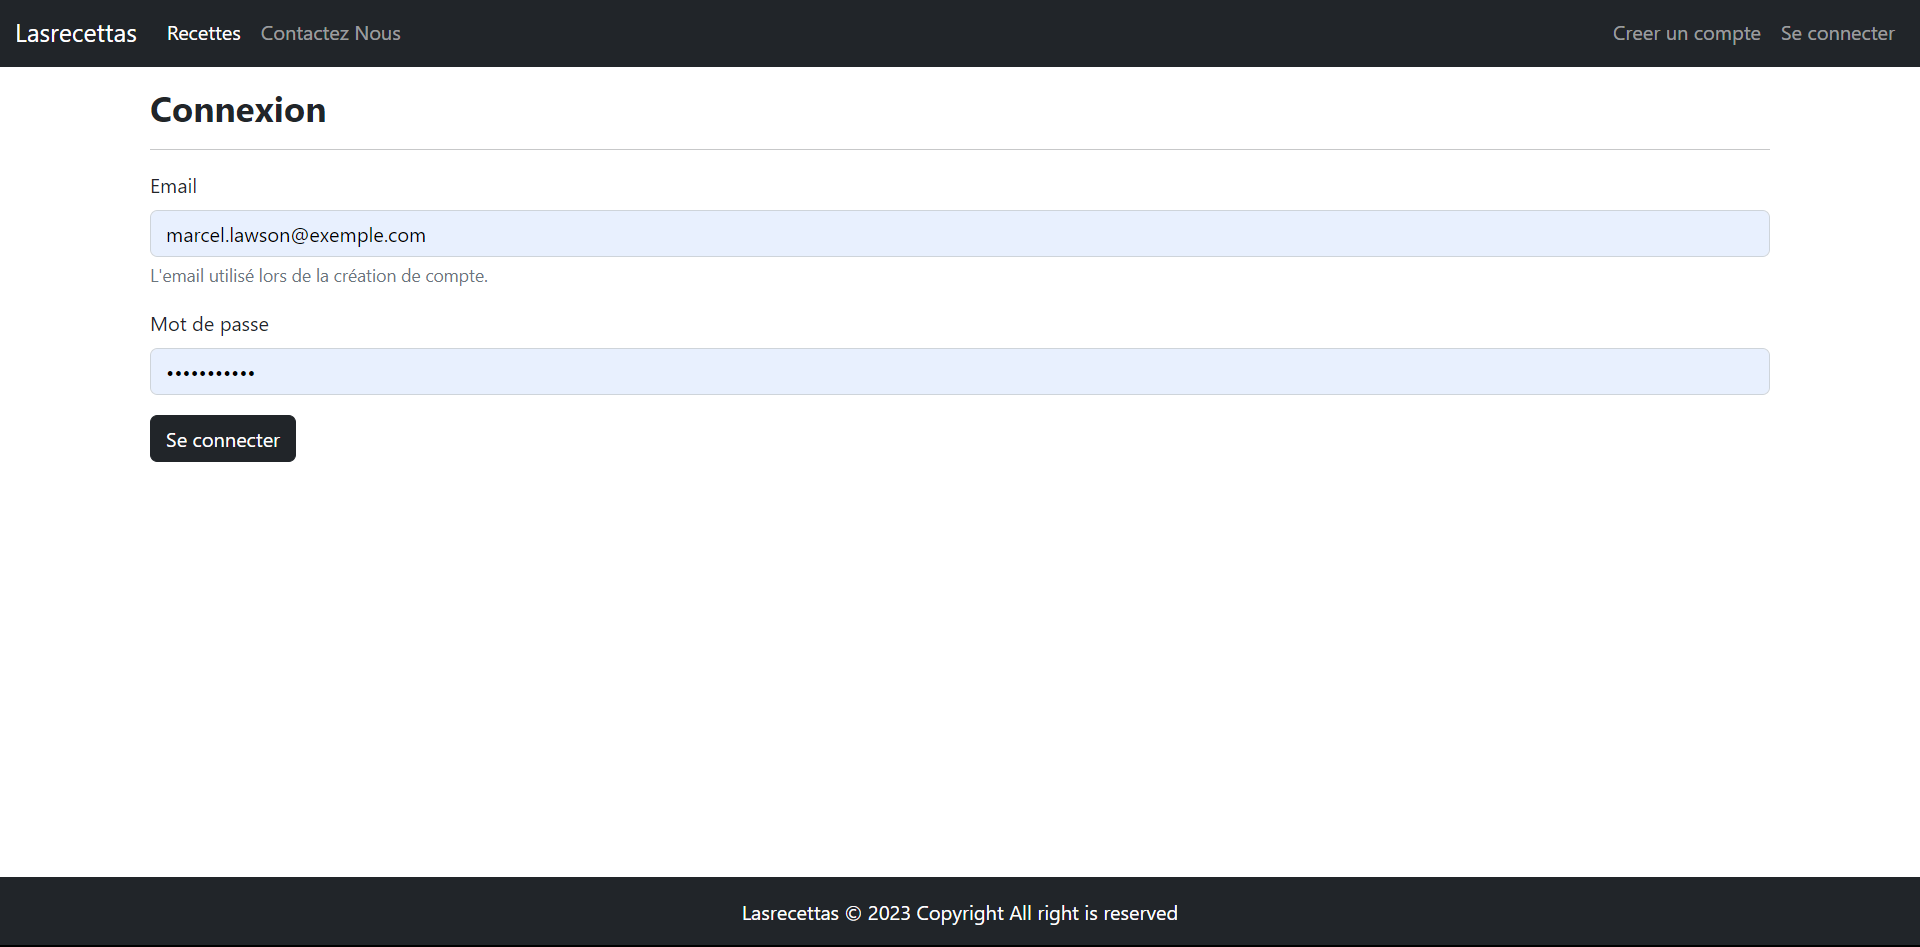 Lasrecettas Recettes Contactez Nous Creer un compte Se connecter
Connexion
Email
marcel.lawson@exemple.com
L'email utilisé lors de la création de compte.
Mot de passe
•••••••••••
Se connecter
Lasrecettas © 2023 Copyright All right is reserved